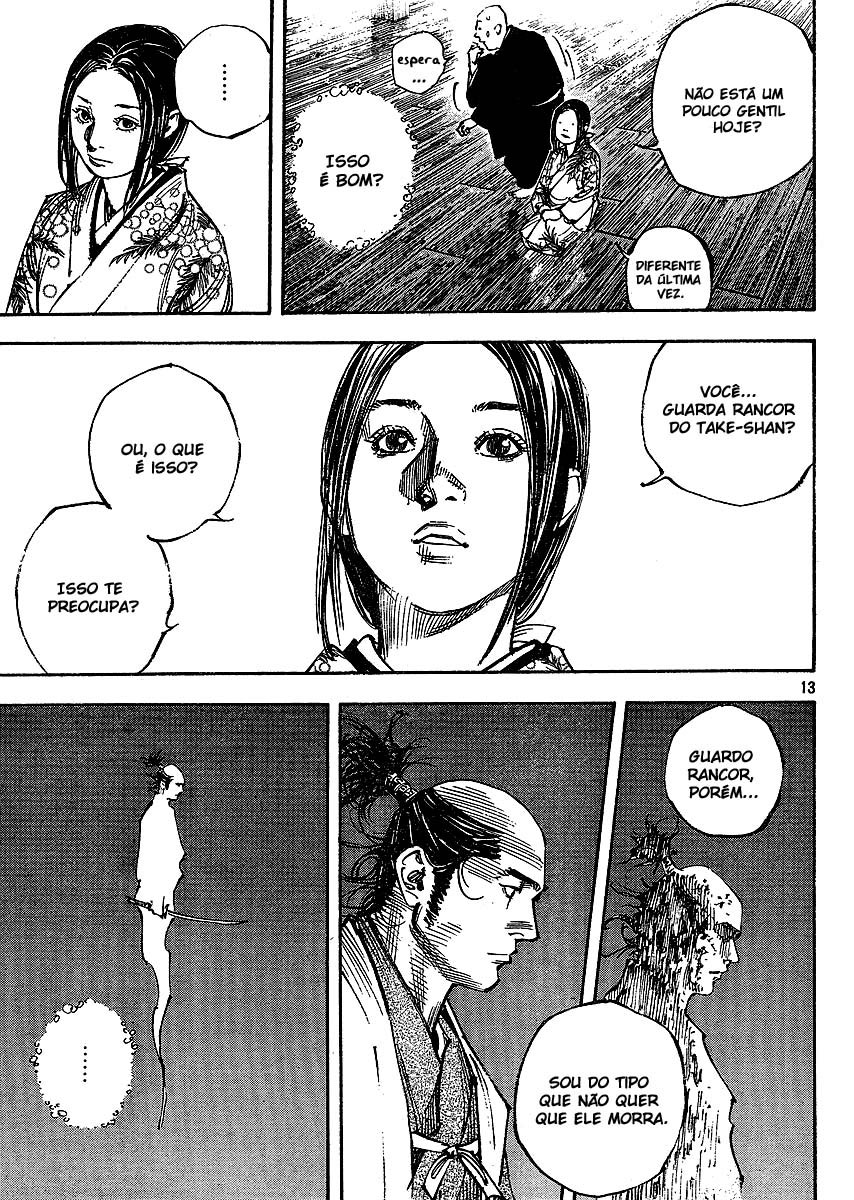 NÃO ESTÁ UM
POUCO GENTIL
HOJE?
DIFERENTE
DA ÚLTIMA
VEZ.
espera
...
ISSO
É BOM?
......
VOCÊ...
GUARDA RANCOR
DO TAKE-SHAN?
OU, O QUE
É ISSO?
ISSO TE
PREOCUPA?
13
GUARDO
RANCOR,
PORÉM...
SOU DO TIPO
QUE NÃO QUER
QUE ELE MORRA.
......